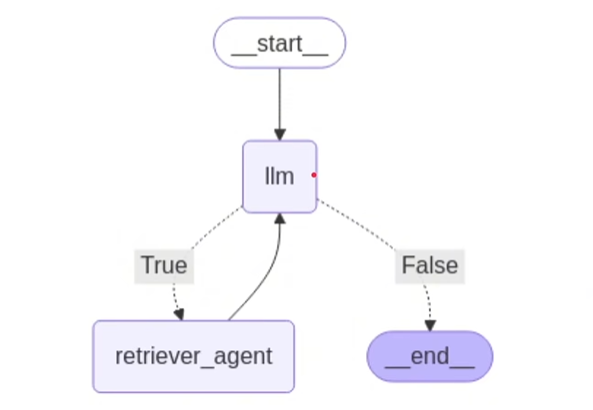 __start__
llm
True
False
retriever_agent
__end__